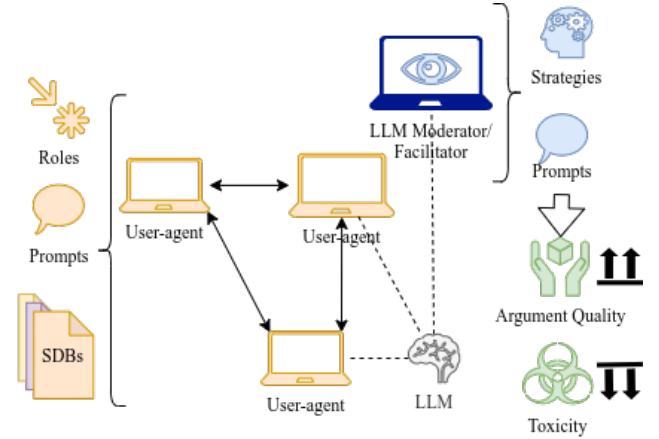 Roles
Prompts
SDBs
User-agent
User-agent
User-agent
LLM Moderator/
Facilitator
LLM
Strategies
Prompts
Argument Quality
Toxicity